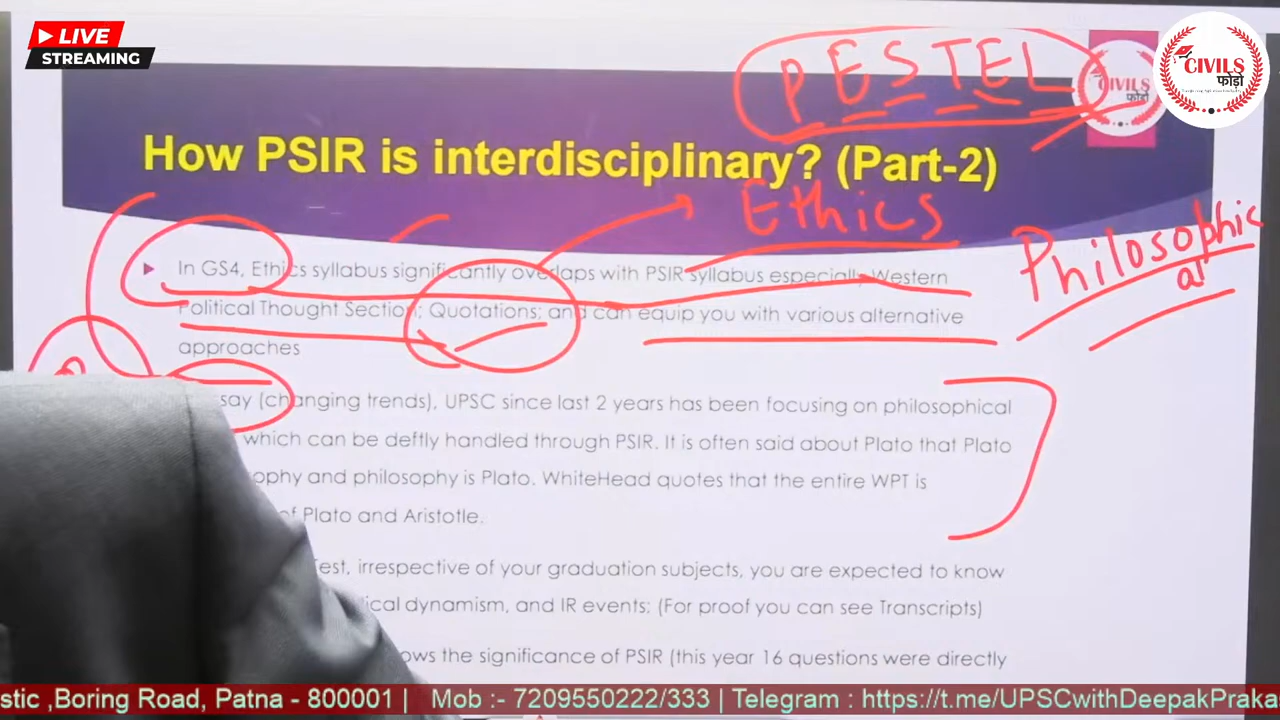 LIVE
STREAMING
PESTEL
CIVILS
फोड़ो
CIVILS
फोड़ो
How PSIR is interdisciplinary? (Part-2)
Ethics
Philosophic
al
In GS4, Ethics syllabus significantly overlaps with PSIR syllabus especially Western
Political Thought Section; Quotations; and can equip you with various alternative
approaches
say (changing trends), UPSC since last 2 years has been focusing on philosophical
which can be deftly handled through PSIR. It is often said about Plato that Plato
ophy and philosophy is Plato. WhiteHead quotes that the entire WPT is
of Plato and Aristotle.
est, irrespective of your graduation subjects, you are expected to know
ical dynamism, and IR events; (For proof you can see Transcripts)
ows the significance of PSIR (this year 16 questions were directly
stic ,Boring Road, Patna - 800001 | Mob :- 7209550222/333 | Telegram : https://t.me/UPSCwithDeepakPraka